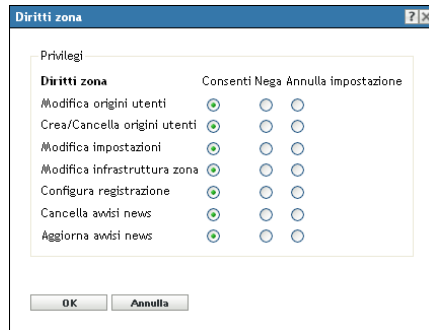 Diritti zona
Privilegi
Diritti zona Consenti Nega Annulla impostazione
Modifica origini utenti
Crea/Cancella origini utenti
Modifica impostazioni
Modifica infrastruttura zona
Configura registrazione
Cancella avvisi news
Aggiorna avvisi news
OK Annulla